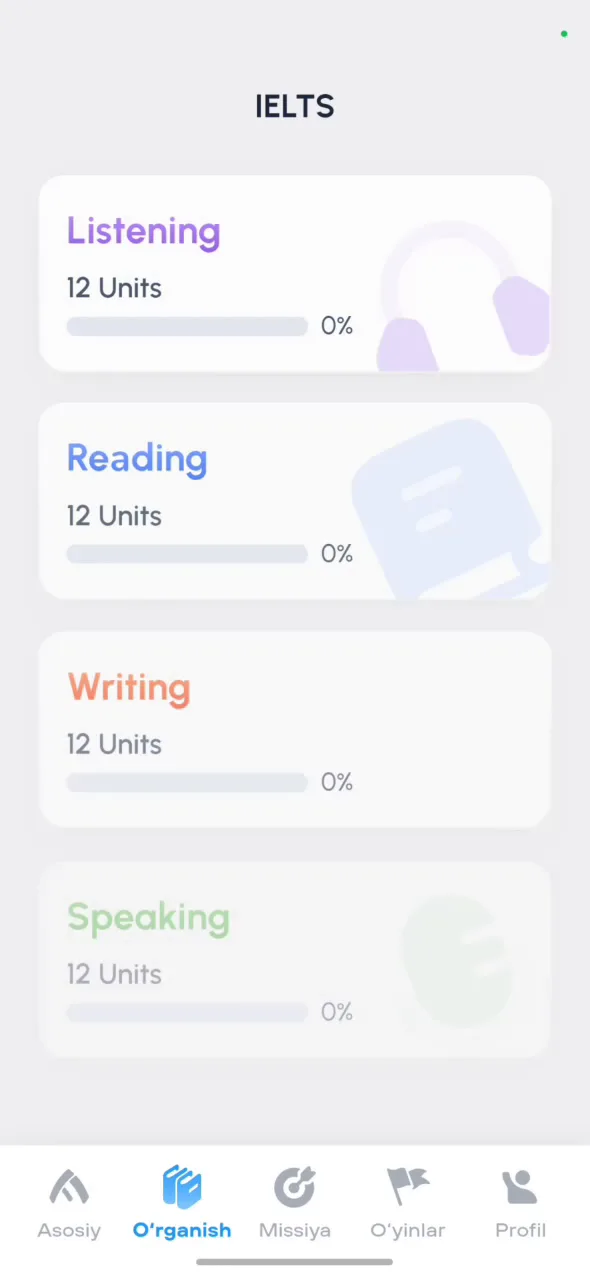 IELTS
Listening
12 Units
0%
Reading
12 Units
0%
Writing
12 Units
0%
Speaking
12 Units
0%
Asosiy
O‘rganish
Missiya
O‘yinlar
Profil